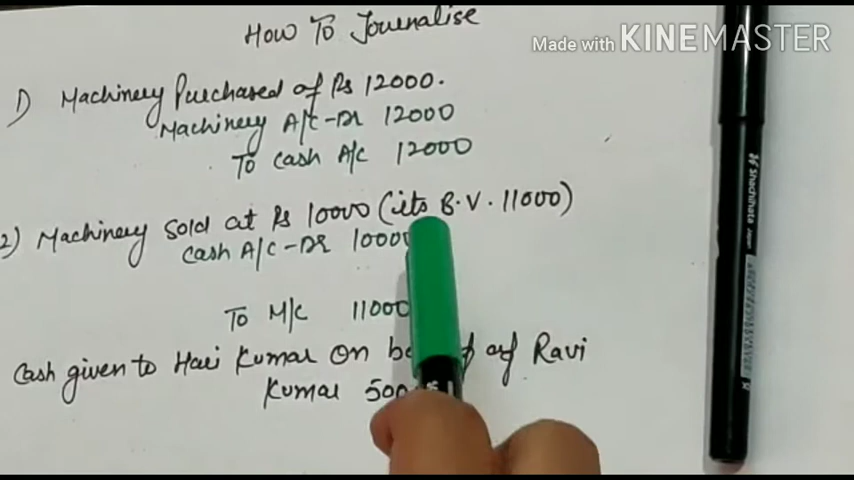 How To Journalise
Made with KINEMASTER
1) Machinery Purchased of Rs 12000.
Machinery A/c - Dr 12000
To Cash A/c 12000
2) Machinery Sold at Rs 10000 (its B.V. 11000)
Cash A/c - Dr 10000
To M/c 11000
Cash given to Hari Kumar On of Ravi
Kumar
Shachihata